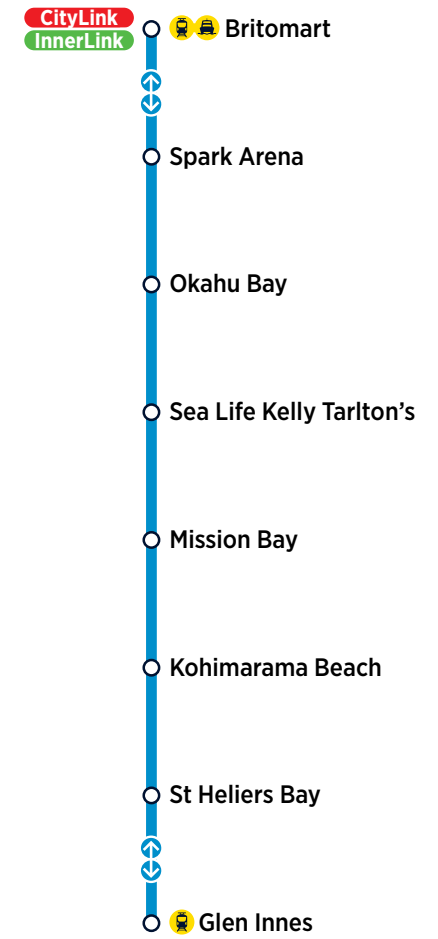 CityLink
InnerLink
Britomart
Spark Arena
Okahu Bay
Sea Life Kelly Tarlton’s
Mission Bay
Kohimarama Beach
St Heliers Bay
Glen Innes